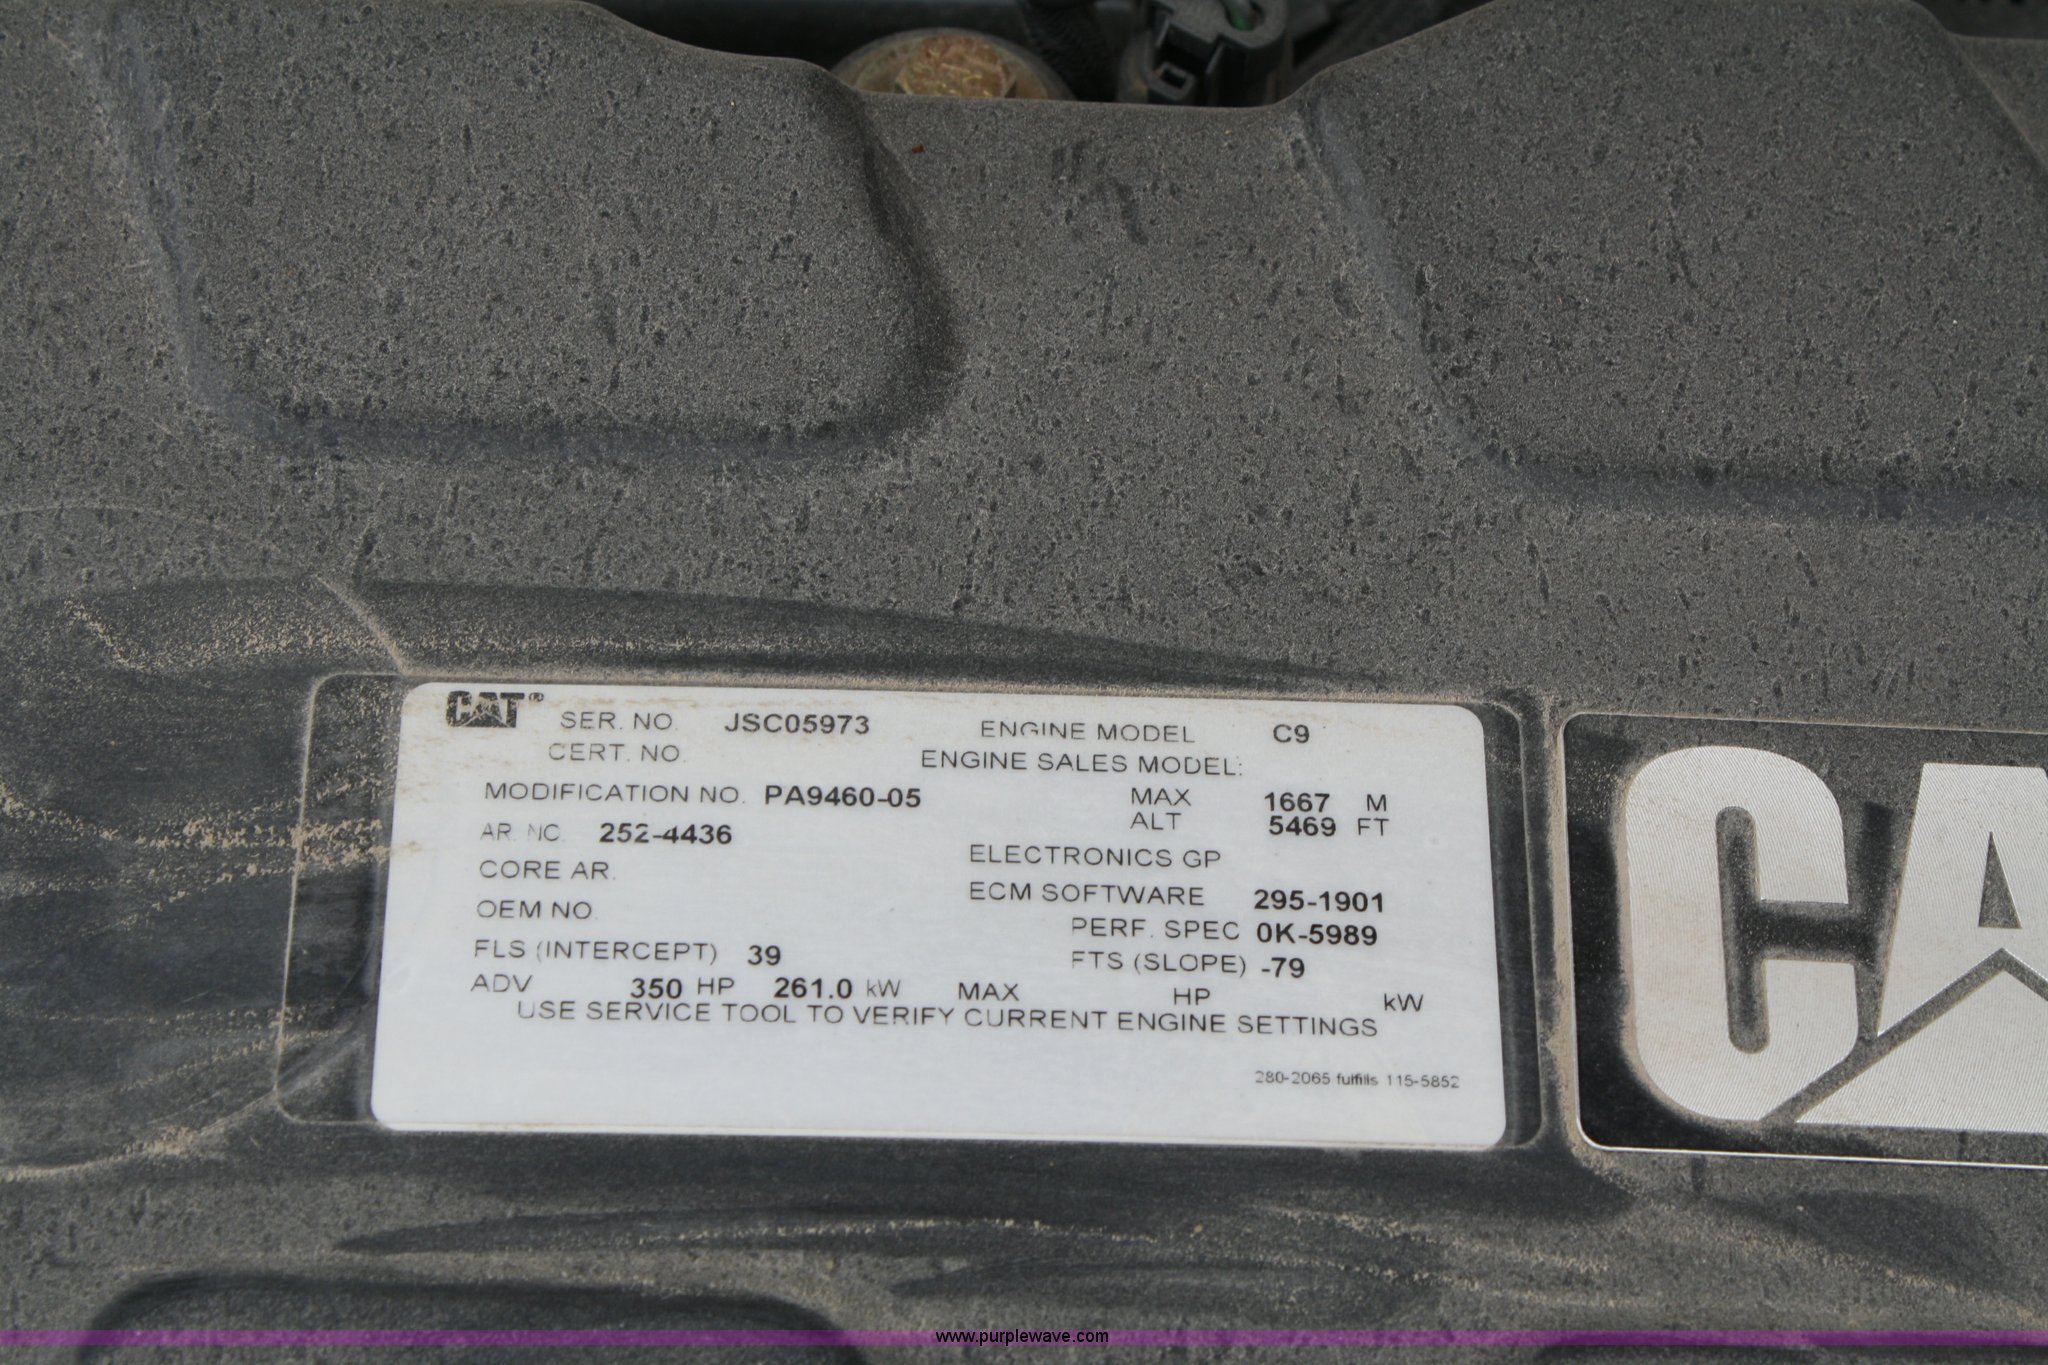 CAT® SER. NO. JSC05973 ENGINE MODEL C9
CERT. NO. ENGINE SALES MODEL:
MODIFICATION NO. PA9460-05 MAX 1667 M
ALT 5469 FT
AR. NO. 252-4436
ELECTRONICS GP
CORE AR.
ECM SOFTWARE 295-1901
OEM NO.
PERF. SPEC 0K-5989
FLS (INTERCEPT) 39 FTS (SLOPE) -79
ADV 350 HP 261.0 kW MAX HP kW
USE SERVICE TOOL TO VERIFY CURRENT ENGINE SETTINGS
280-2065 fulfills 115-5852
CA
www.purplewave.com